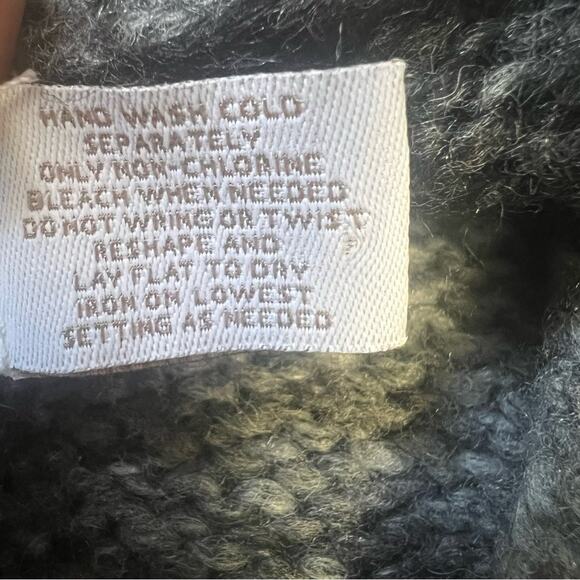 HAND WASH COLD
SEPARATELY
ONLY NON-CHLORINE
BLEACH WHEN NEEDED
DO NOT WRING OR TWIST
RESHAPE AND
LAY FLAT TO DRY
IRON ON LOWEST
SETTING AS NEEDED